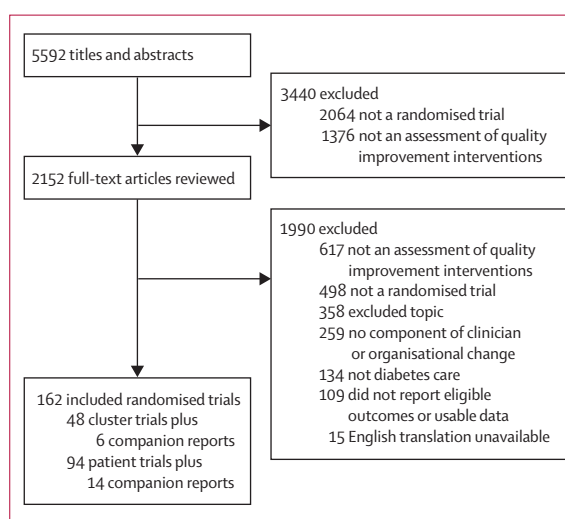 5592 titles and abstracts
3440 excluded
2064 not a randomised trial
1376 not an assessment of quality
improvement interventions
2152 full-text articles reviewed
1990 excluded
617 not an assessment of quality
improvement interventions
498 not a randomised trial
358 excluded topic
259 no component of clinician
or organisational change
134 not diabetes care
109 did not report eligible
outcomes or usable data
15 English translation unavailable
162 included randomised trials
48 cluster trials plus
6 companion reports
94 patient trials plus
14 companion reports